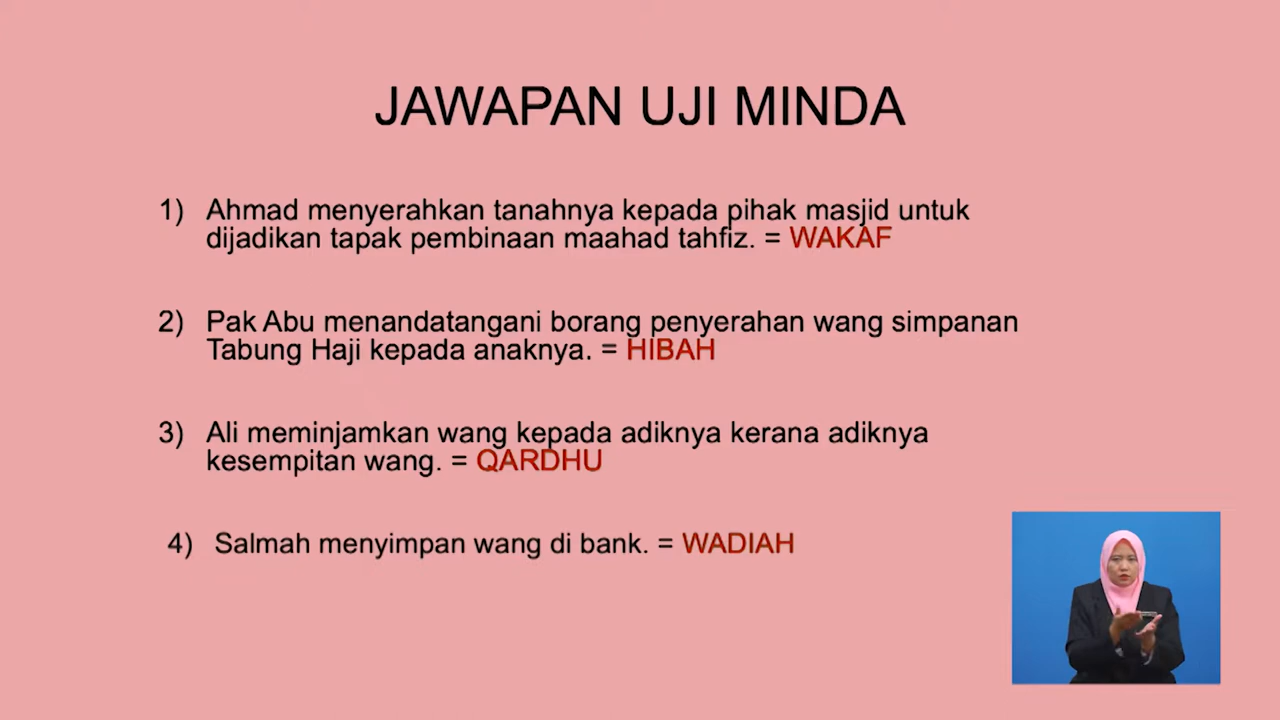 JAWAPAN UJI MINDA
1) Ahmad menyerahkan tanahnya kepada pihak masjid untuk
dijadikan tapak pembinaan maahad tahfiz. = WAKAF
2) Pak Abu menandatangani borang penyerahan wang simpanan
Tabung Haji kepada anaknya. = HIBAH
3) Ali meminjamkan wang kepada adiknya kerana adiknya
kesempitan wang. = QARDHU
4) Salmah menyimpan wang di bank. = WADIAH